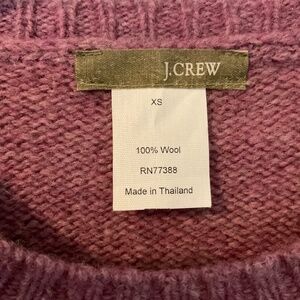 J.CREW
XS
100% Wool
RN77388
Made in Thailand